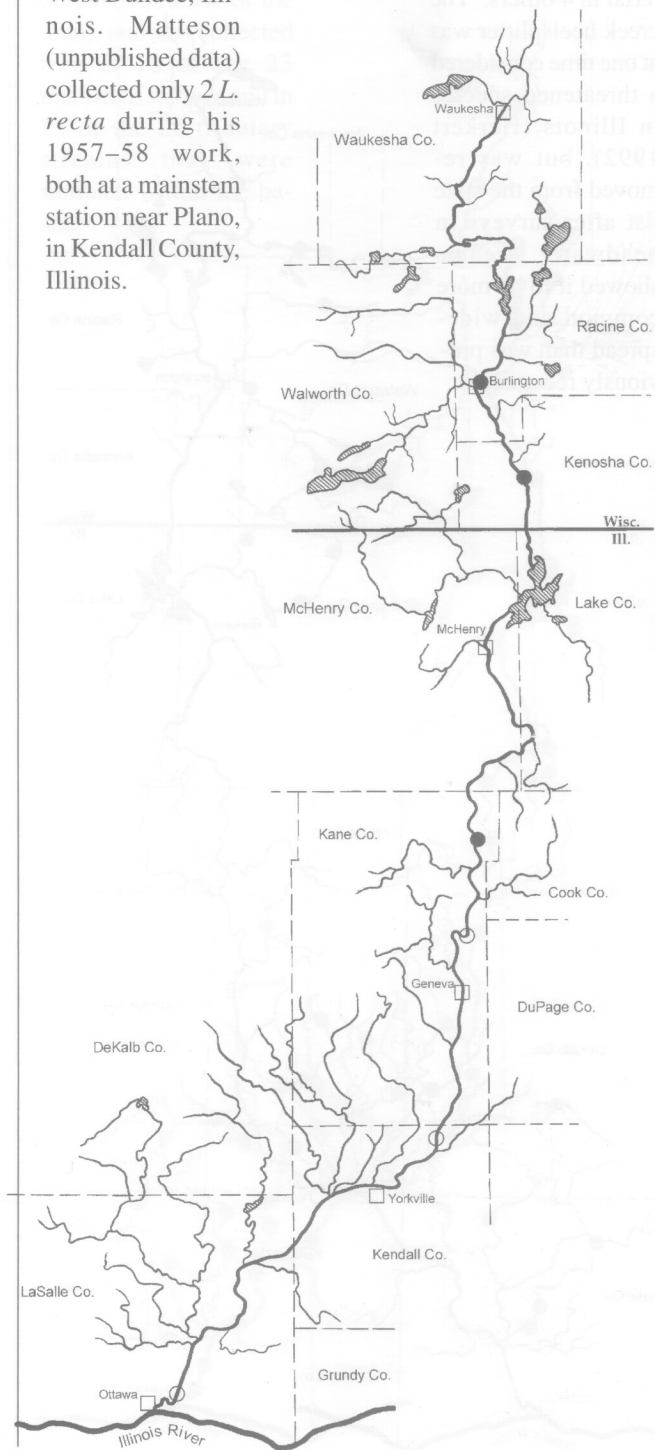 West Dundee, Illi-
nois. Matteson
(unpublished data)
collected only 2 L.
recta during his
1957–58 work,
both at a mainstem
station near Plano,
in Kendall County,
Illinois.
Waukesha
Waukesha Co.
Racine Co.
Burlington
Walworth Co.
Kenosha Co.
Wisc.
Ill.
McHenry Co.
Lake Co.
McHenry
Kane Co.
Cook Co.
Geneva
DuPage Co.
DeKalb Co.
Yorkville
Kendall Co.
LaSalle Co.
Grundy Co.
Ottawa
Illinois River